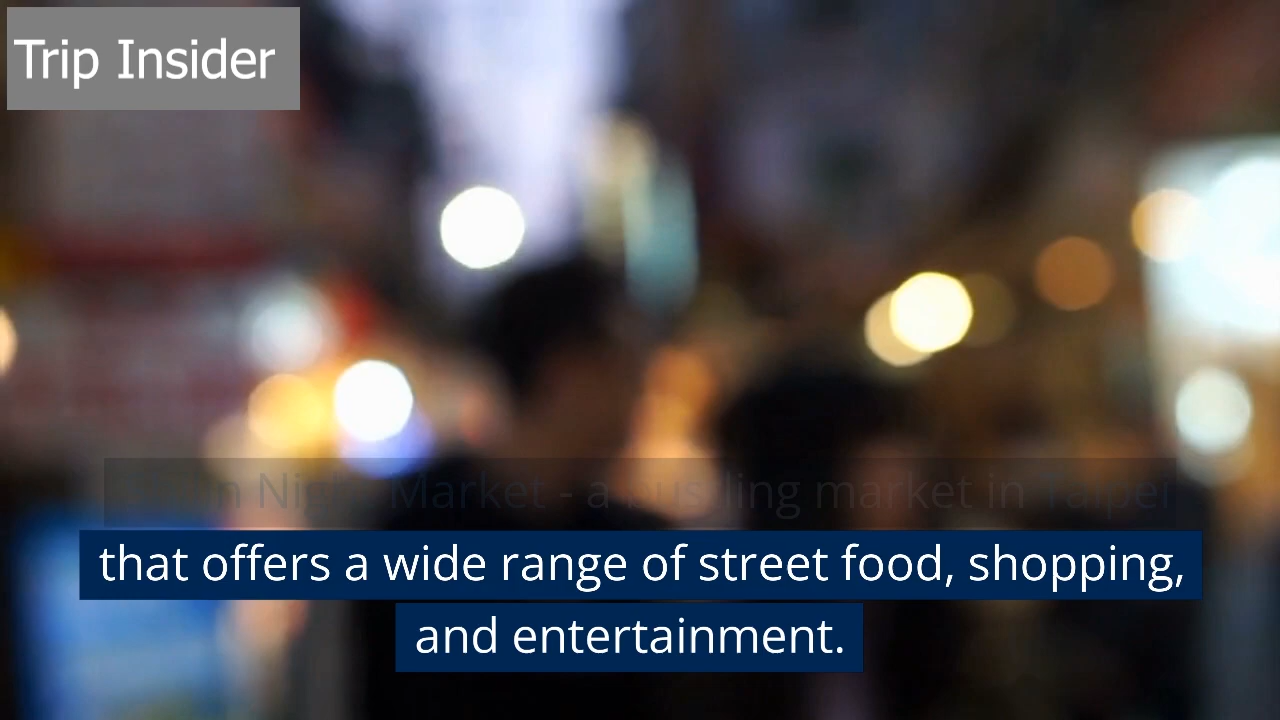 Trip Insider
Night Market - a bustling market in Taipei
that offers a wide range of street food, shopping,
and entertainment.